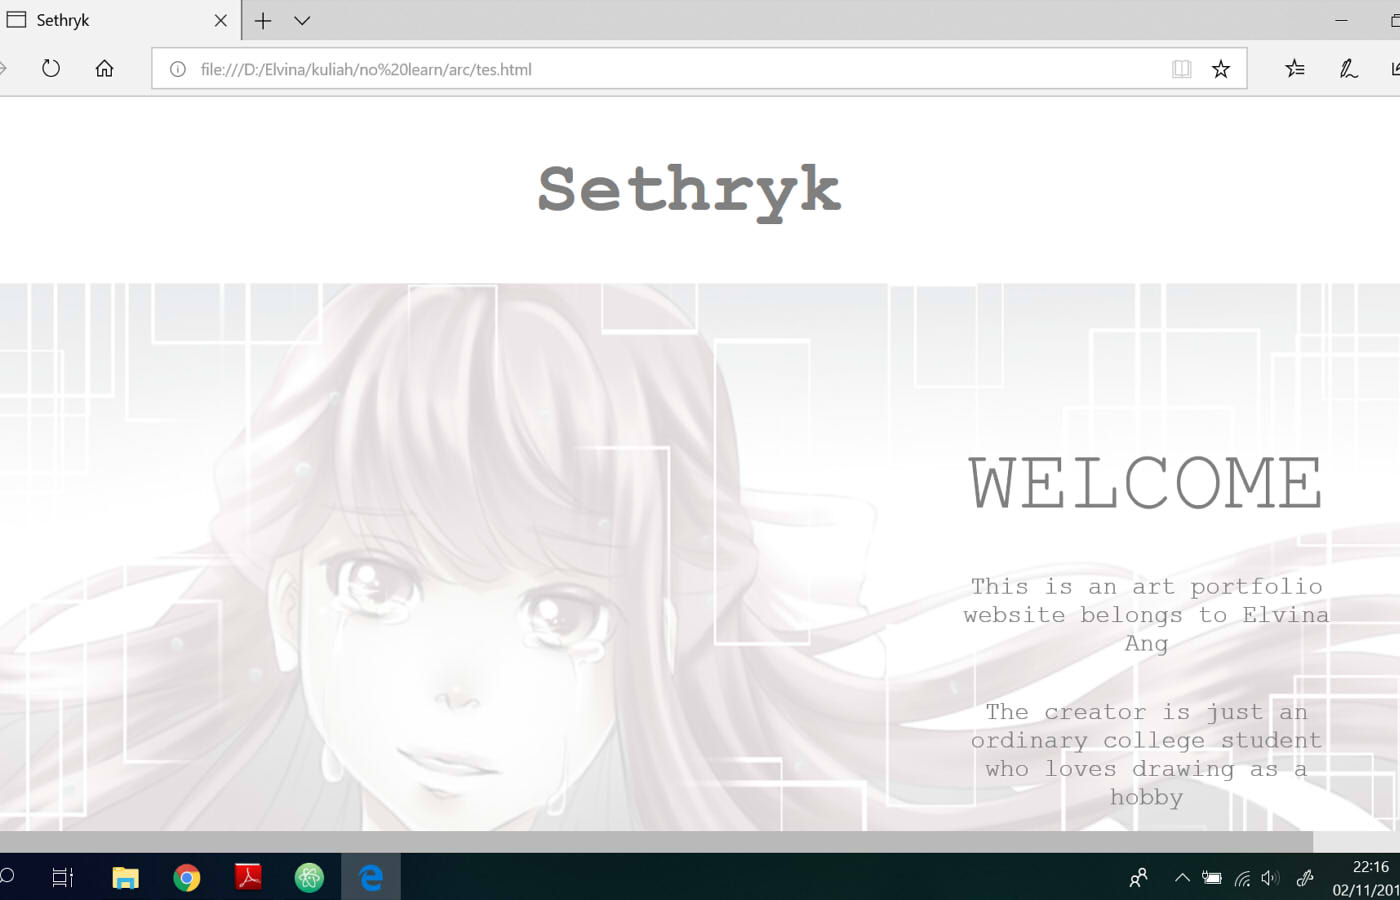 Sethryk
file:///D:/Elvina/kuliah/no%20learn/arc/tes.html
Sethryk
WELCOME
This is an art portfolio
website belongs to Elvina
Ang
The creator is just an
ordinary college student
who loves drawing as a
hobby
22:16
02/11/201